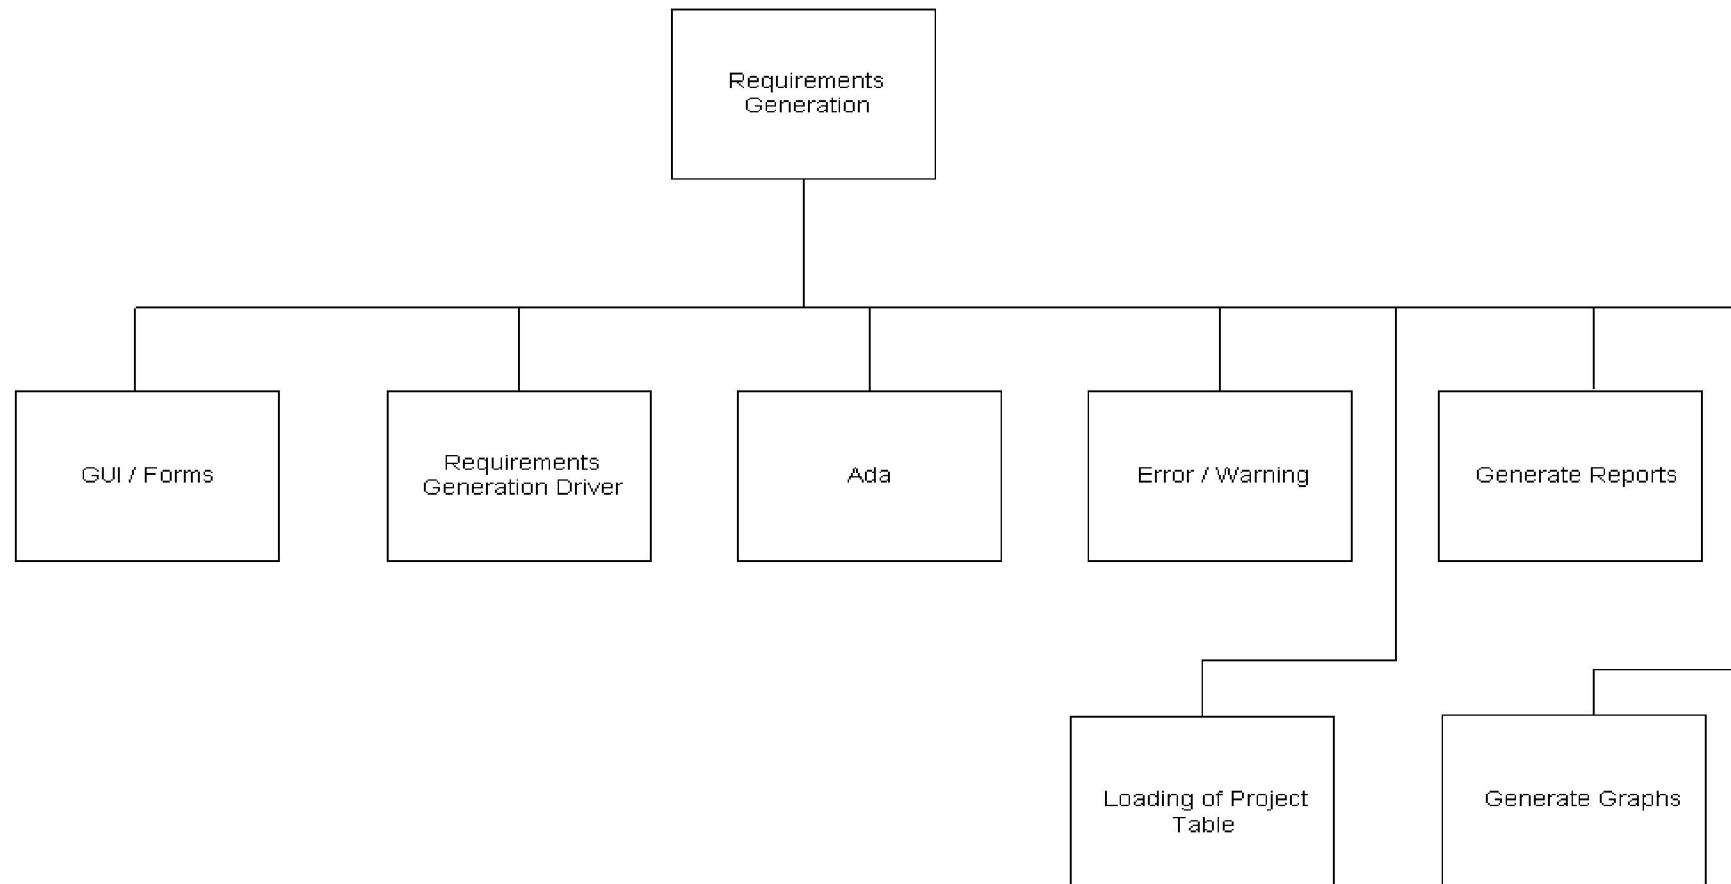 Requirements
Generation
GUI / Forms
Requirements
Generation Driver
Ada
Error / Warning
Generate Reports
Loading of Project
Table
Generate Graphs